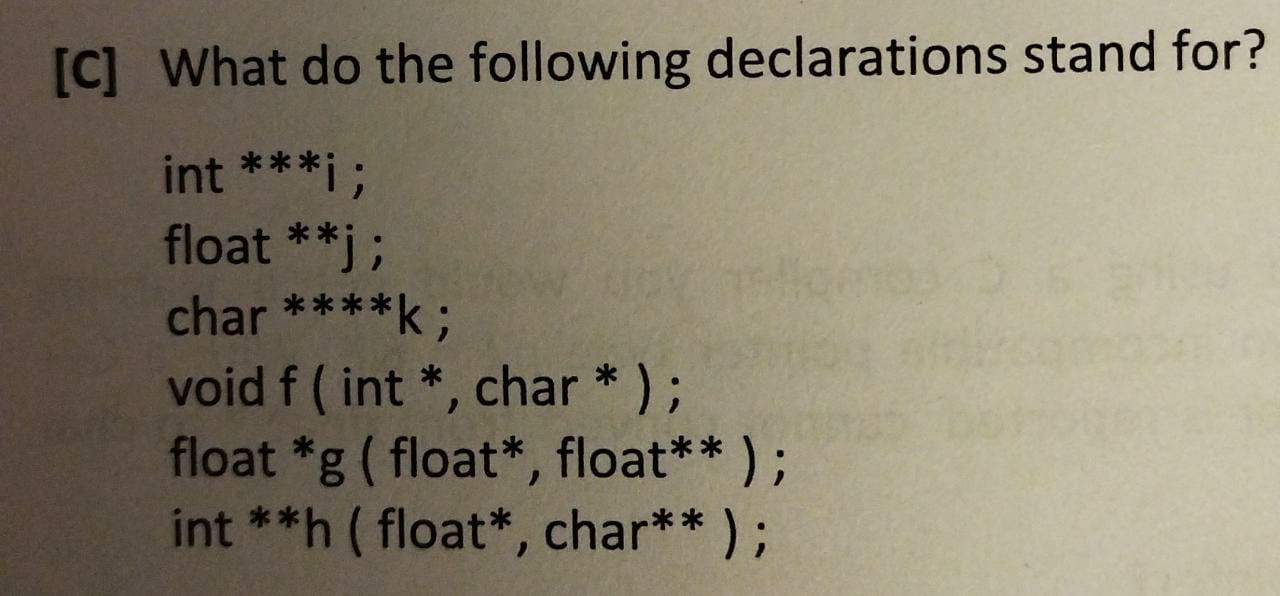 [C] What do the following declarations stand for?
int ***i ;
float **j ;
char ****k ;
void f ( int *, char * ) ;
float *g ( float*, float** ) ;
int **h ( float*, char** ) ;